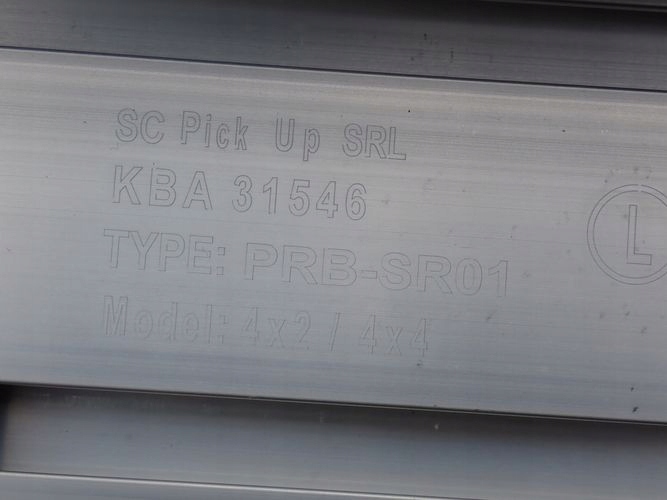 SC Pick Up SRL
KBA 31546
TYPE: PRB-SR01
Model: 4x2 / 4x4
L